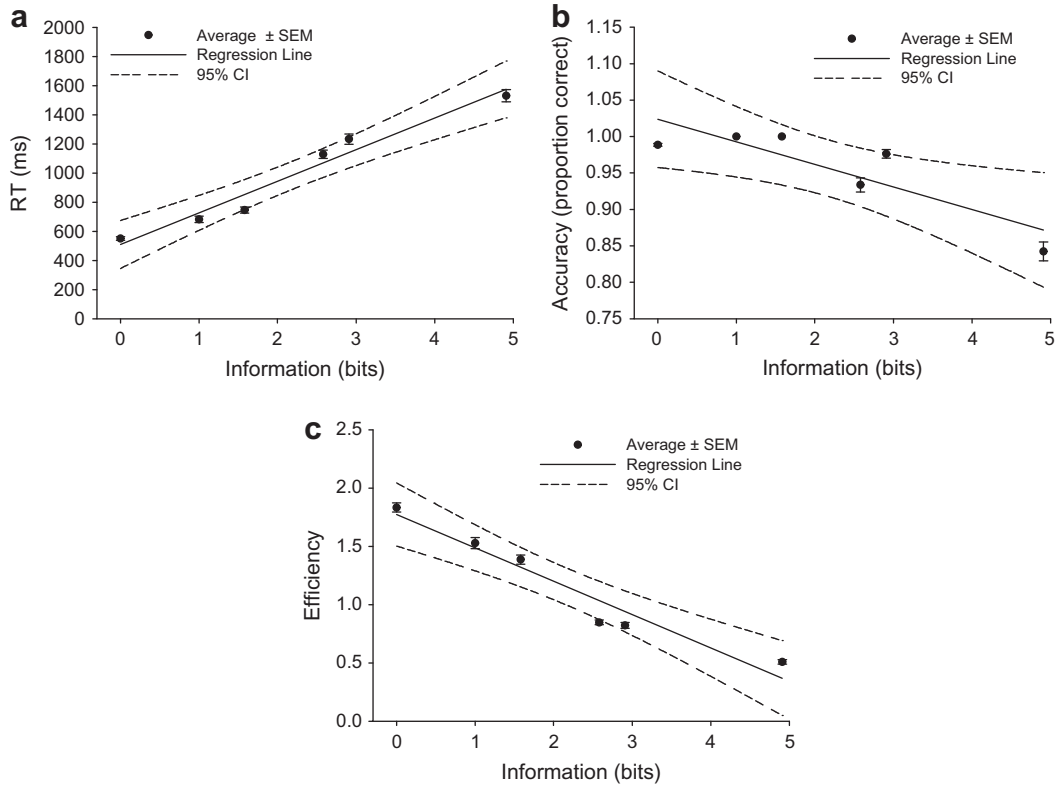 a
2000
1800
1600
1400
1200
1000
800
600
400
200
0
RT (ms)
Average ± SEM
Regression Line
95% CI
0 1 2 3 4 5
Information (bits)
b
1.15
1.10
1.05
1.00
0.95
0.90
0.85
0.80
0.75
Accuracy (proportion correct)
Average ± SEM
Regression Line
95% CI
0 1 2 3 4 5
Information (bits)
c
2.5
2.0
1.5
1.0
0.5
0.0
Efficiency
Average ± SEM
Regression Line
95% CI
0 1 2 3 4 5
Information (bits)